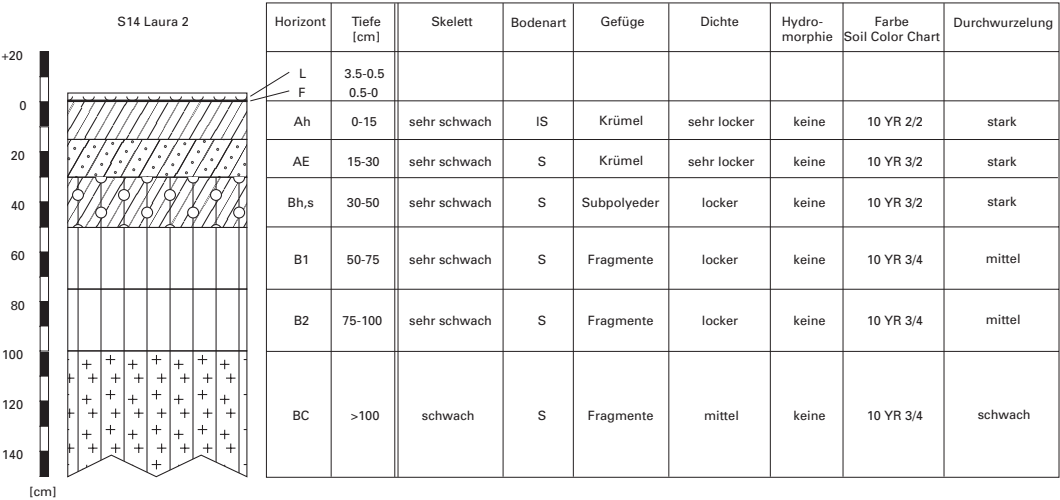 S14 Laura 2
Horizont Tiefe [cm] Skelett Bodenart Gefüge Dichte Hydro-morphie Farbe Soil Color Chart Durchwurzelung
L 3.5-0.5
F 0.5-0
Ah 0-15 sehr schwach lS Krümel sehr locker keine 10 YR 2/2 stark
AE 15-30 sehr schwach S Krümel sehr locker keine 10 YR 3/2 stark
Bh,s 30-50 sehr schwach S Subpolyeder locker keine 10 YR 3/2 stark
B1 50-75 sehr schwach S Fragmente locker keine 10 YR 3/4 mittel
B2 75-100 sehr schwach S Fragmente locker keine 10 YR 3/4 mittel
BC >100 schwach S Fragmente mittel keine 10 YR 3/4 schwach
+20
0
20
40
60
80
100
120
140
[cm]